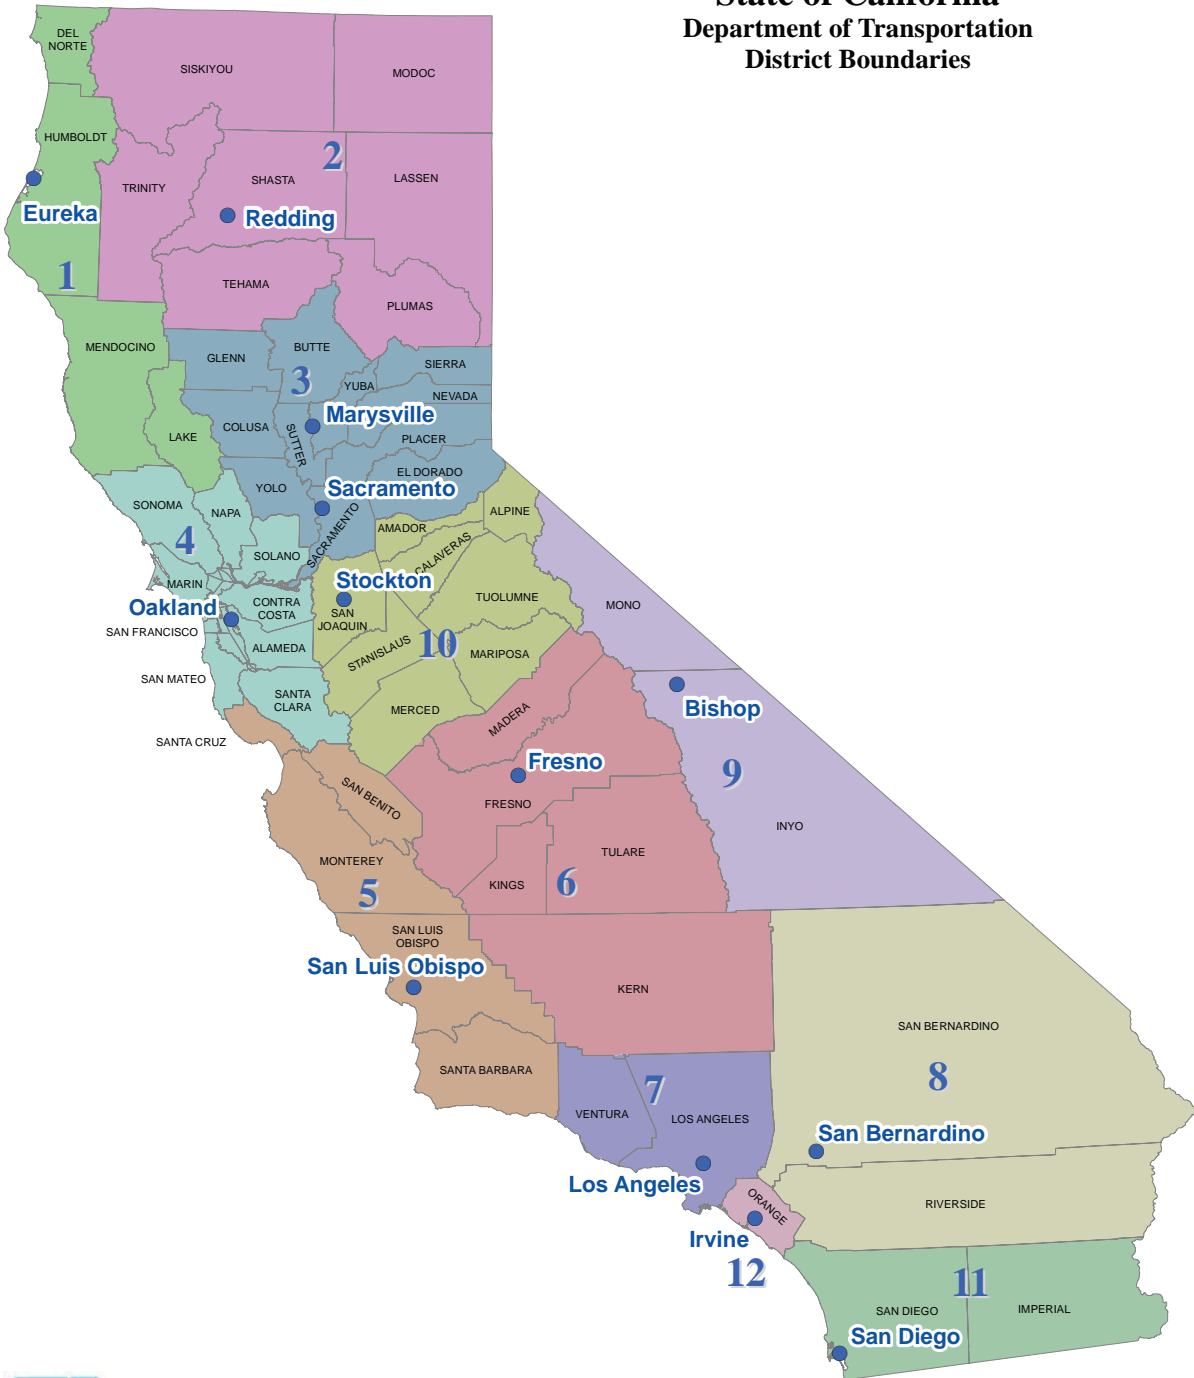 State of California
Department of Transportation
District Boundaries
DEL
NORTE
SISKIYOU
MODOC
HUMBOLDT
TRINITY
2
SHASTA
LASSEN
Eureka
Redding
1
TEHAMA
PLUMAS
MENDOCINO
GLENN
BUTTE
SIERRA
3
YUBA
NEVADA
Marysville
COLUSA
SUTTER
LAKE
PLACER
EL DORADO
YOLO
Sacramento
SONOMA
NAPA
ALPINE
4
SACRAMENTO
AMADOR
CALAVERAS
SOLANO
MARIN
Stockton
TUOLUMNE
Oakland
CONTRA
COSTA
SAN
JOAQUIN
MONO
SAN FRANCISCO
ALAMEDA
STANISLAUS
10
MARIPOSA
SAN MATEO
SANTA
CLARA
MERCED
Bishop
MADERA
SANTA CRUZ
Fresno
9
SAN BENITO
FRESNO
INYO
MONTEREY
TULARE
5
KINGS
6
SAN LUIS
OBISPO
San Luis Obispo
KERN
SAN BERNARDINO
SANTA BARBARA
7
8
VENTURA
LOS ANGELES
San Bernardino
Los Angeles
ORANGE
RIVERSIDE
Irvine
12
11
SAN DIEGO
IMPERIAL
San Diego